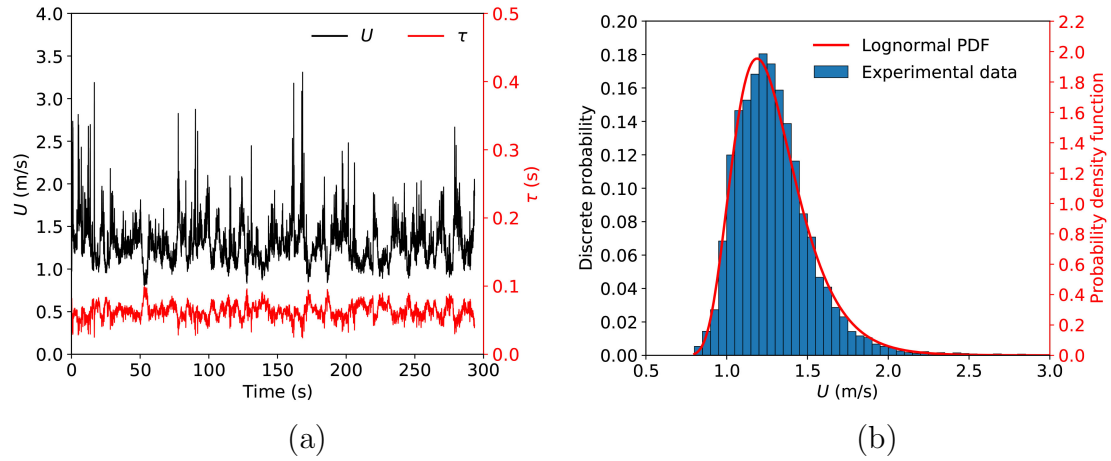 U τ
4.0
3.5
3.0
2.5
2.0
1.5
1.0
0.5
0.0
U (m/s)
0.5
0.4
0.3
0.2
0.1
0.0
τ (s)
0 50 100 150 200 250 300
Time (s)
(a)
Lognormal PDF
Experimental data
0.20
0.18
0.16
0.14
0.12
0.10
0.08
0.06
0.04
0.02
0.00
Discrete probability
2.2
2.0
1.8
1.6
1.4
1.2
1.0
0.8
0.6
0.4
0.2
0.0
Probability density function
0.5 1.0 1.5 2.0 2.5 3.0
U (m/s)
(b)